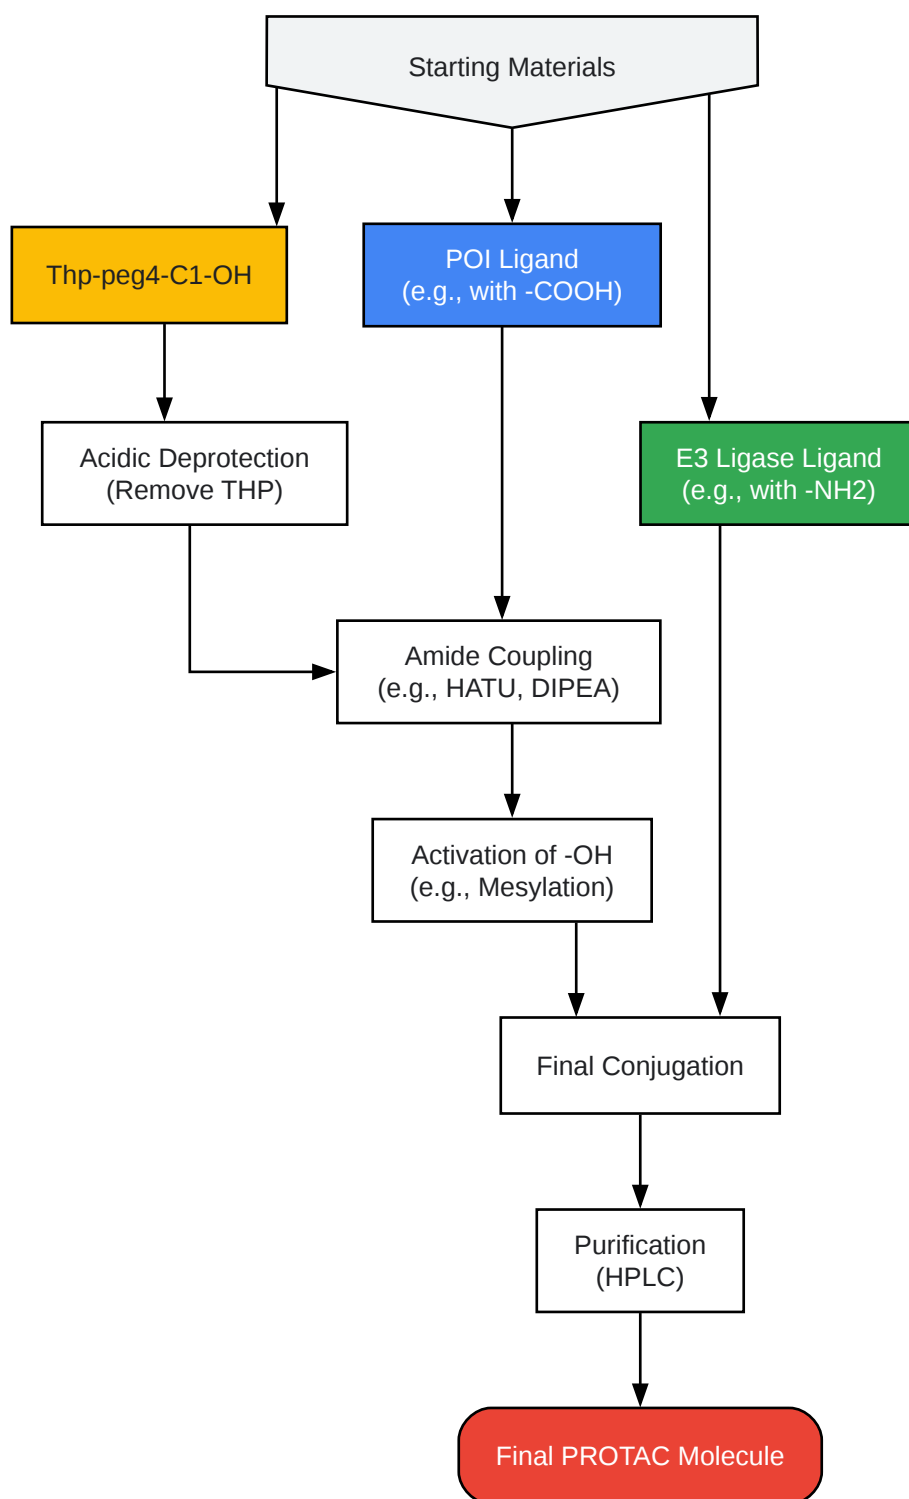 Starting Materials
Thp-peg4-C1-OH
POI Ligand
(e.g., with -COOH)
Acidic Deprotection
(Remove THP)
E3 Ligase Ligand
(e.g., with -NH2)
Amide Coupling
(e.g., HATU, DIPEA)
Activation of -OH
(e.g., Mesylation)
Final Conjugation
Purification
(HPLC)
Final PROTAC Molecule